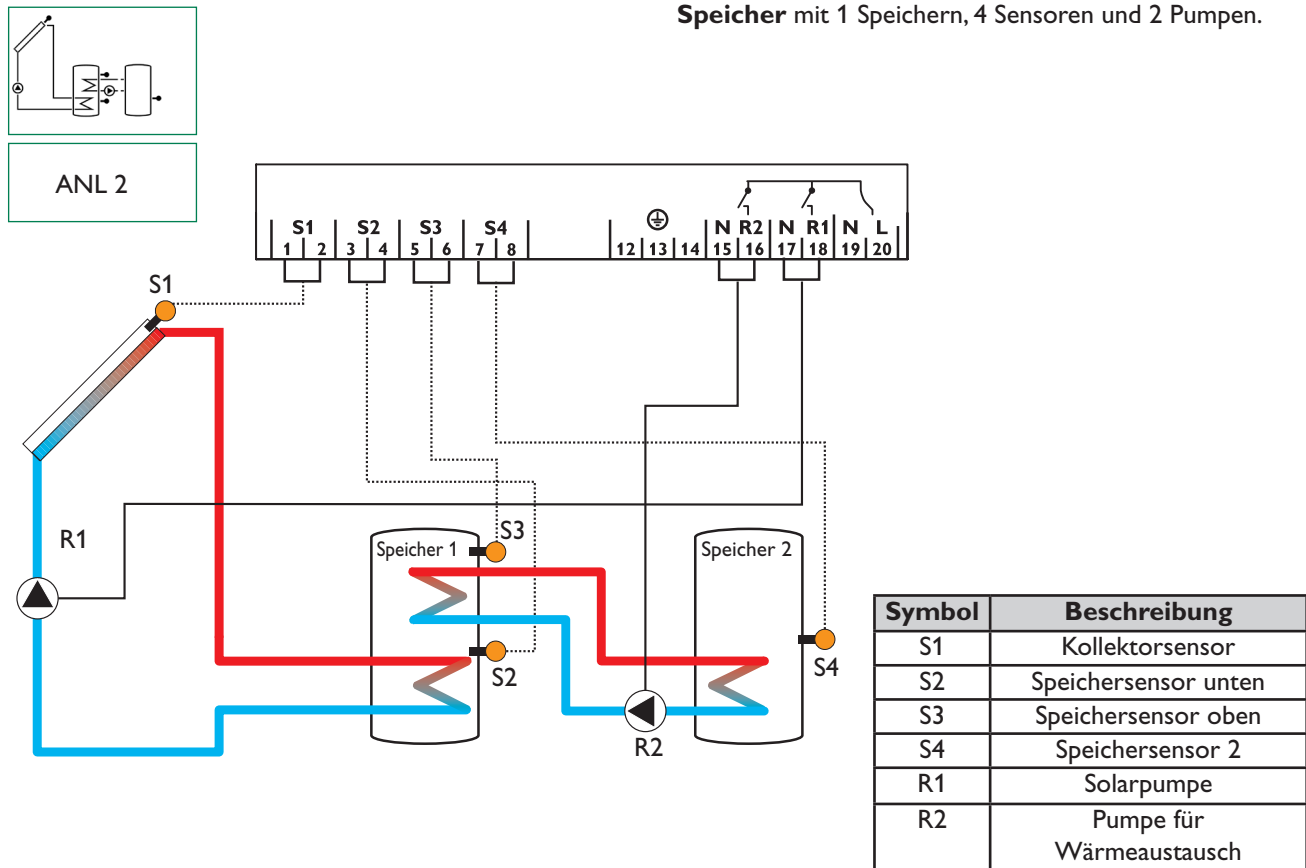 Speicher mit 1 Speichern, 4 Sensoren und 2 Pumpen.
ANL 2
S1 S2 S3 S4 N R2 N R1 N L
1 2 3 4 5 6 7 8 12 13 14 15 16 17 18 19 20
S1
R1
Speicher 1
S3
Speicher 2
S2
S4
R2
Symbol Beschreibung
S1 Kollektorsensor
S2 Speichersensor unten
S3 Speichersensor oben
S4 Speichersensor 2
R1 Solarpumpe
R2 Pumpe für
Wärmeaustausch